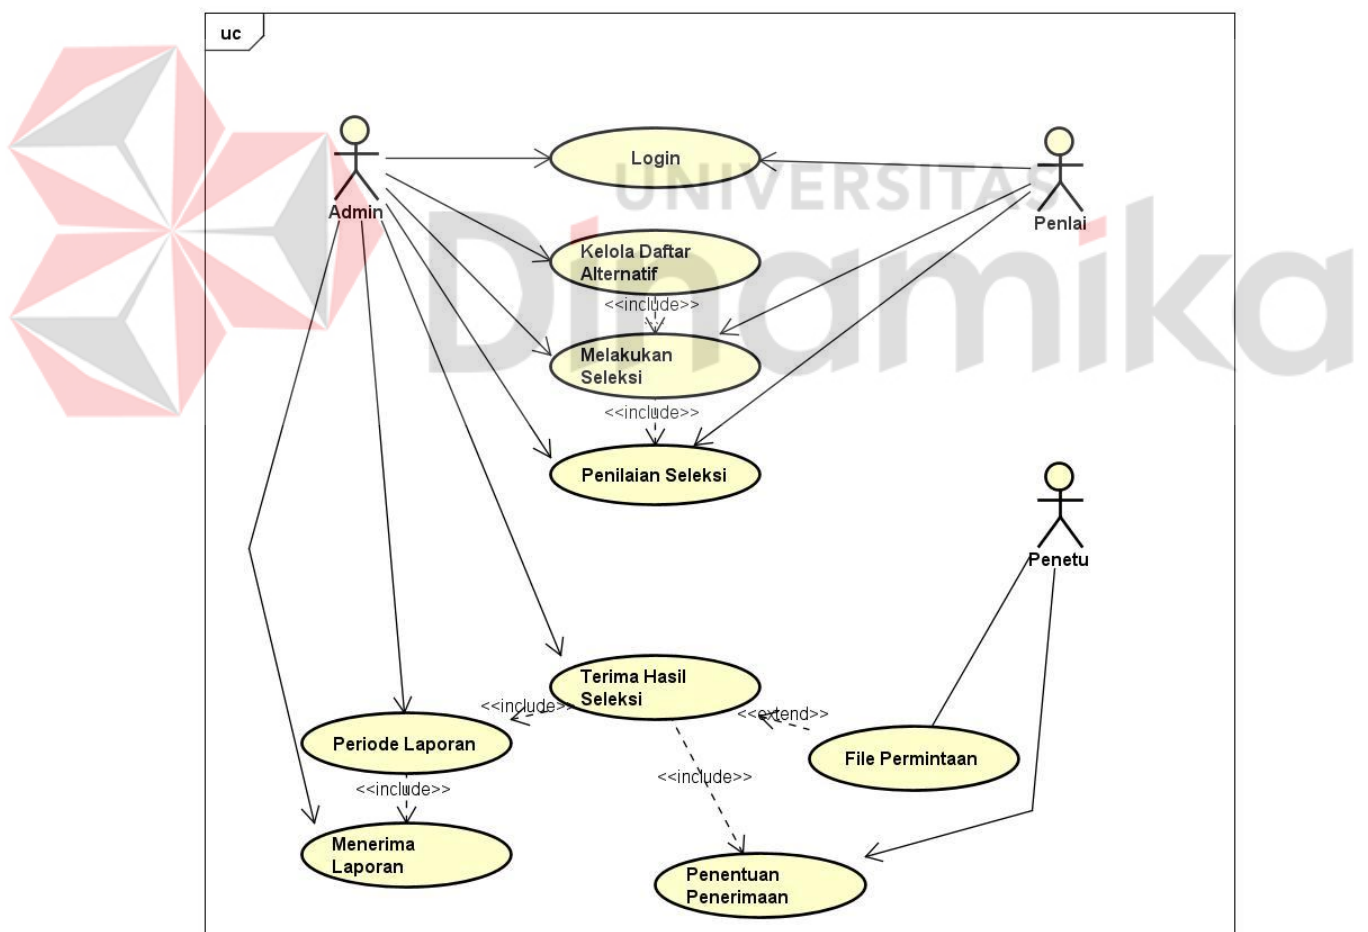 uc
Login
UNIVERSITAS
Dinamika
Admin
Penlai
Kelola Daftar
Alternatif
<<include>>
Melakukan
Seleksi
<<include>>
Penilaian Seleksi
Penetu
Terima Hasil
Seleksi
<<include>>
<<extend>>
Periode Laporan
File Permintaan
<<include>>
<<include>>
Menerima
Laporan
Penentuan
Penerimaan